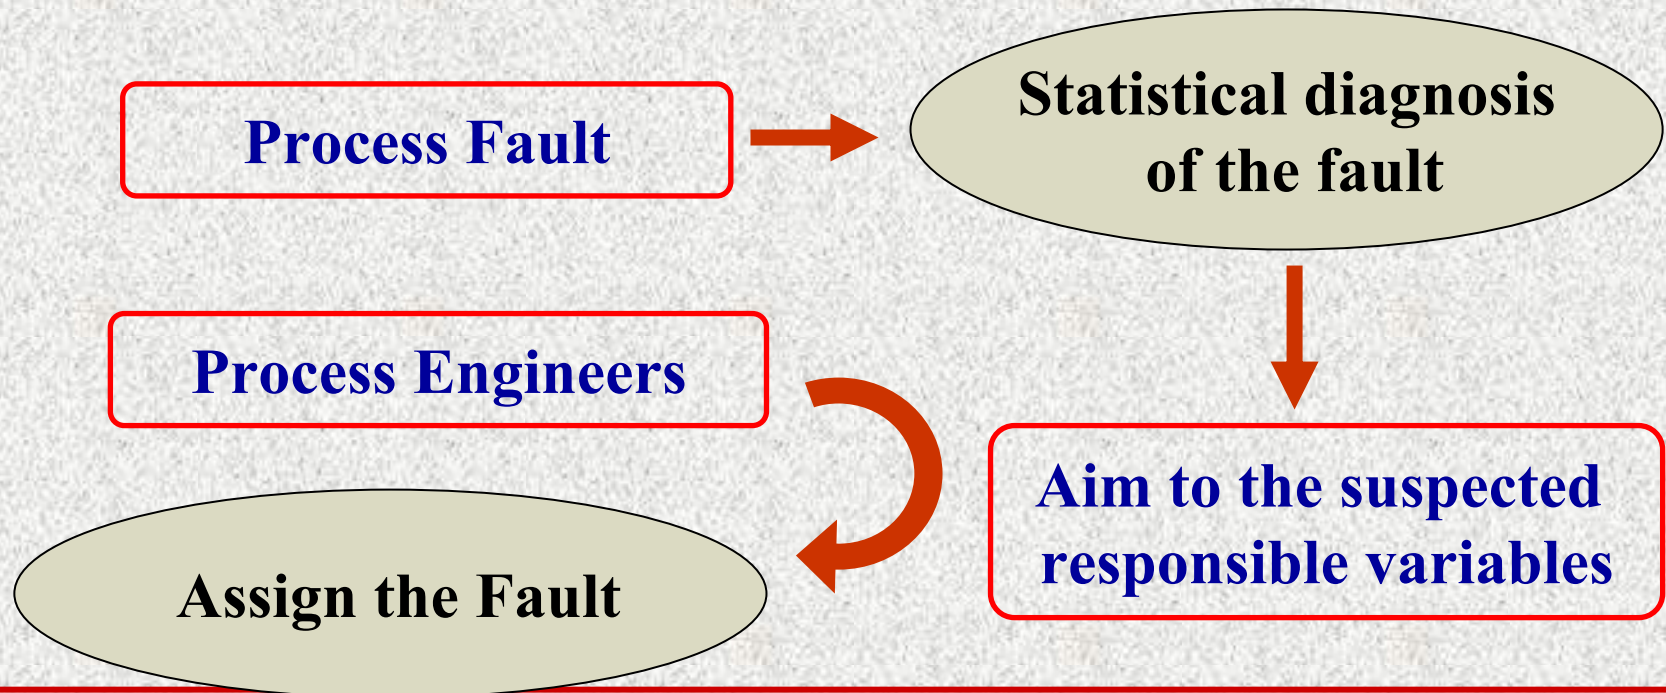 Process Fault
Statistical diagnosis
of the fault
Process Engineers
Aim to the suspected
responsible variables
Assign the Fault